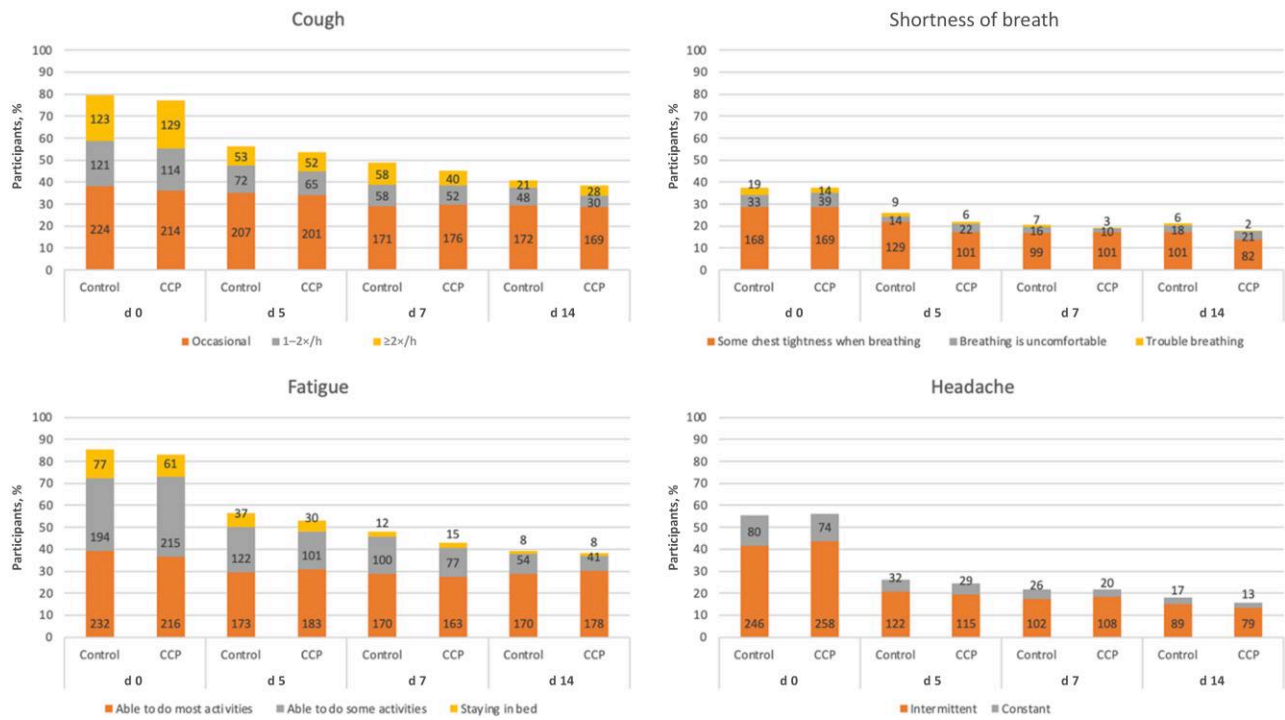 Cough
Participants, %
100
90
80
70
60
50
40
30
20
10
0
123 129
121 114 53 52 58 40 21 28
224 214 72 65 58 52 48 30
207 201 171 176 172 169
Control CCP Control CCP Control CCP Control CCP
d 0 d 5 d 7 d 14
Occasional 1–2×/h ≥2×/h
Shortness of breath
Participants, %
100
90
80
70
60
50
40
30
20
10
0
19 14 9 6 7 3 6 2
33 39 14 22 16 10 18 21
168 169 129 101 99 101 101 82
Control CCP Control CCP Control CCP Control CCP
d 0 d 5 d 7 d 14
Some chest tightness when breathing Breathing is uncomfortable Trouble breathing
Fatigue
Participants, %
100
90
80
70
60
50
40
30
20
10
0
77 61 37 30 12 15 8 8
194 215 122 101 100 77 54 41
232 216 173 183 170 163 170 178
Control CCP Control CCP Control CCP Control CCP
d 0 d 5 d 7 d 14
Able to do most activities Able to do some activities Staying in bed
Headache
Participants, %
100
90
80
70
60
50
40
30
20
10
0
80 74 32 29 26 20 17 13
246 258 122 115 102 108 89 79
Control CCP Control CCP Control CCP Control CCP
d 0 d 5 d 7 d 14
Intermittent Constant